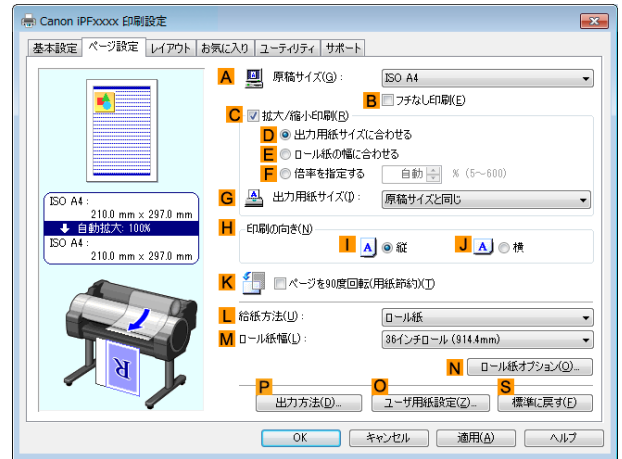 Canon iPFxxxx 印刷設定
基本設定 ページ設定 レイアウト お気に入り ユーティリティ サポート
A 原稿サイズ(G): ISO A4
B フチなし印刷(E)
C 拡大/縮小印刷(R)
D 出力用紙サイズに合わせる
E ロール紙の幅に合わせる
F 倍率を指定する 自動 % (5～600)
G 出力用紙サイズ(I): 原稿サイズと同じ
ISO A4 :
210.0 mm x 297.0 mm
自動拡大: 100%
ISO A4 :
210.0 mm x 297.0 mm
H 印刷の向き(N)
I A 縦 J A 横
K ページを90度回転(用紙節約)(T)
L 給紙方法(U): ロール紙
M ロール紙幅(L): 36インチロール (914.4mm)
R
N ロール紙オプション(O)...
P O S
出力方法(D)... ユーザ用紙設定(Z)... 標準に戻す(F)
OK キャンセル 適用(A) ヘルプ